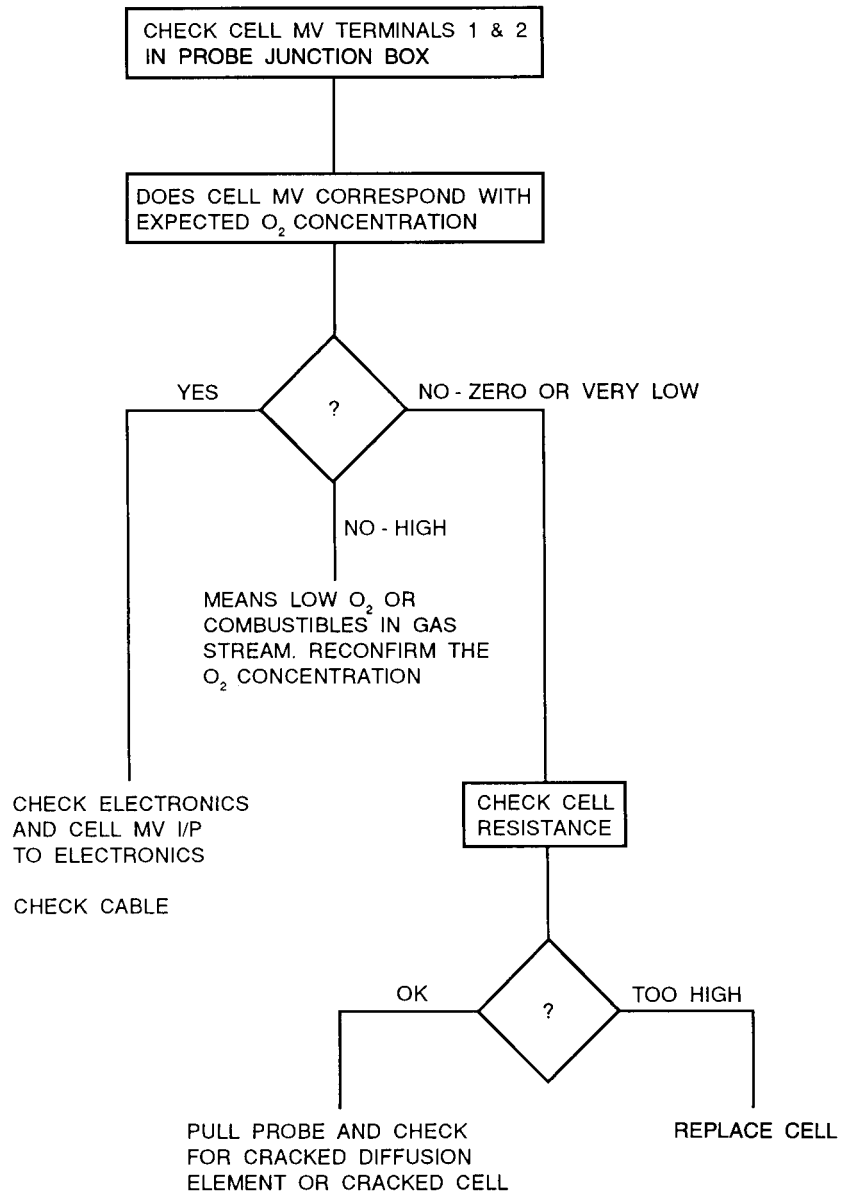 CHECK CELL MV TERMINALS 1 & 2
IN PROBE JUNCTION BOX
DOES CELL MV CORRESPOND WITH
EXPECTED O₂ CONCENTRATION
YES
?
NO - ZERO OR VERY LOW
NO - HIGH
MEANS LOW O₂ OR
COMBUSTIBLES IN GAS
STREAM. RECONFIRM THE
O₂ CONCENTRATION
CHECK ELECTRONICS
AND CELL MV I/P
TO ELECTRONICS
CHECK CABLE
CHECK CELL
RESISTANCE
OK
?
TOO HIGH
PULL PROBE AND CHECK
FOR CRACKED DIFFUSION
ELEMENT OR CRACKED CELL
REPLACE CELL